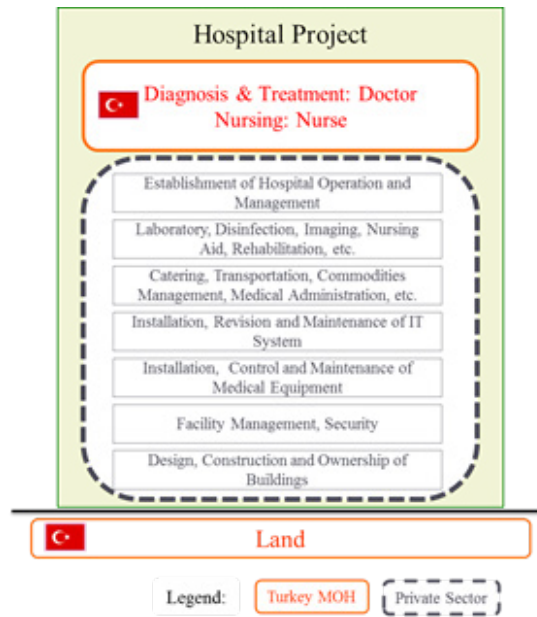 Hospital Project
Diagnosis & Treatment: Doctor
Nursing: Nurse
Establishment of Hospital Operation and
Management
Laboratory, Disinfection, Imaging, Nursing
Aid, Rehabilitation, etc.
Catering, Transportation, Commodities
Management, Medical Administration, etc.
Installation, Revision and Maintenance of IT
System
Installation, Control and Maintenance of
Medical Equipment
Facility Management, Security
Design, Construction and Ownership of
Buildings
Land
Legend: Turkey MOH Private Sector